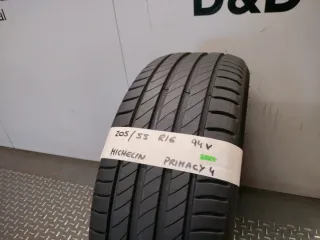 D&D
205/55 R16 94V
MICHELIN PRIMACY 4